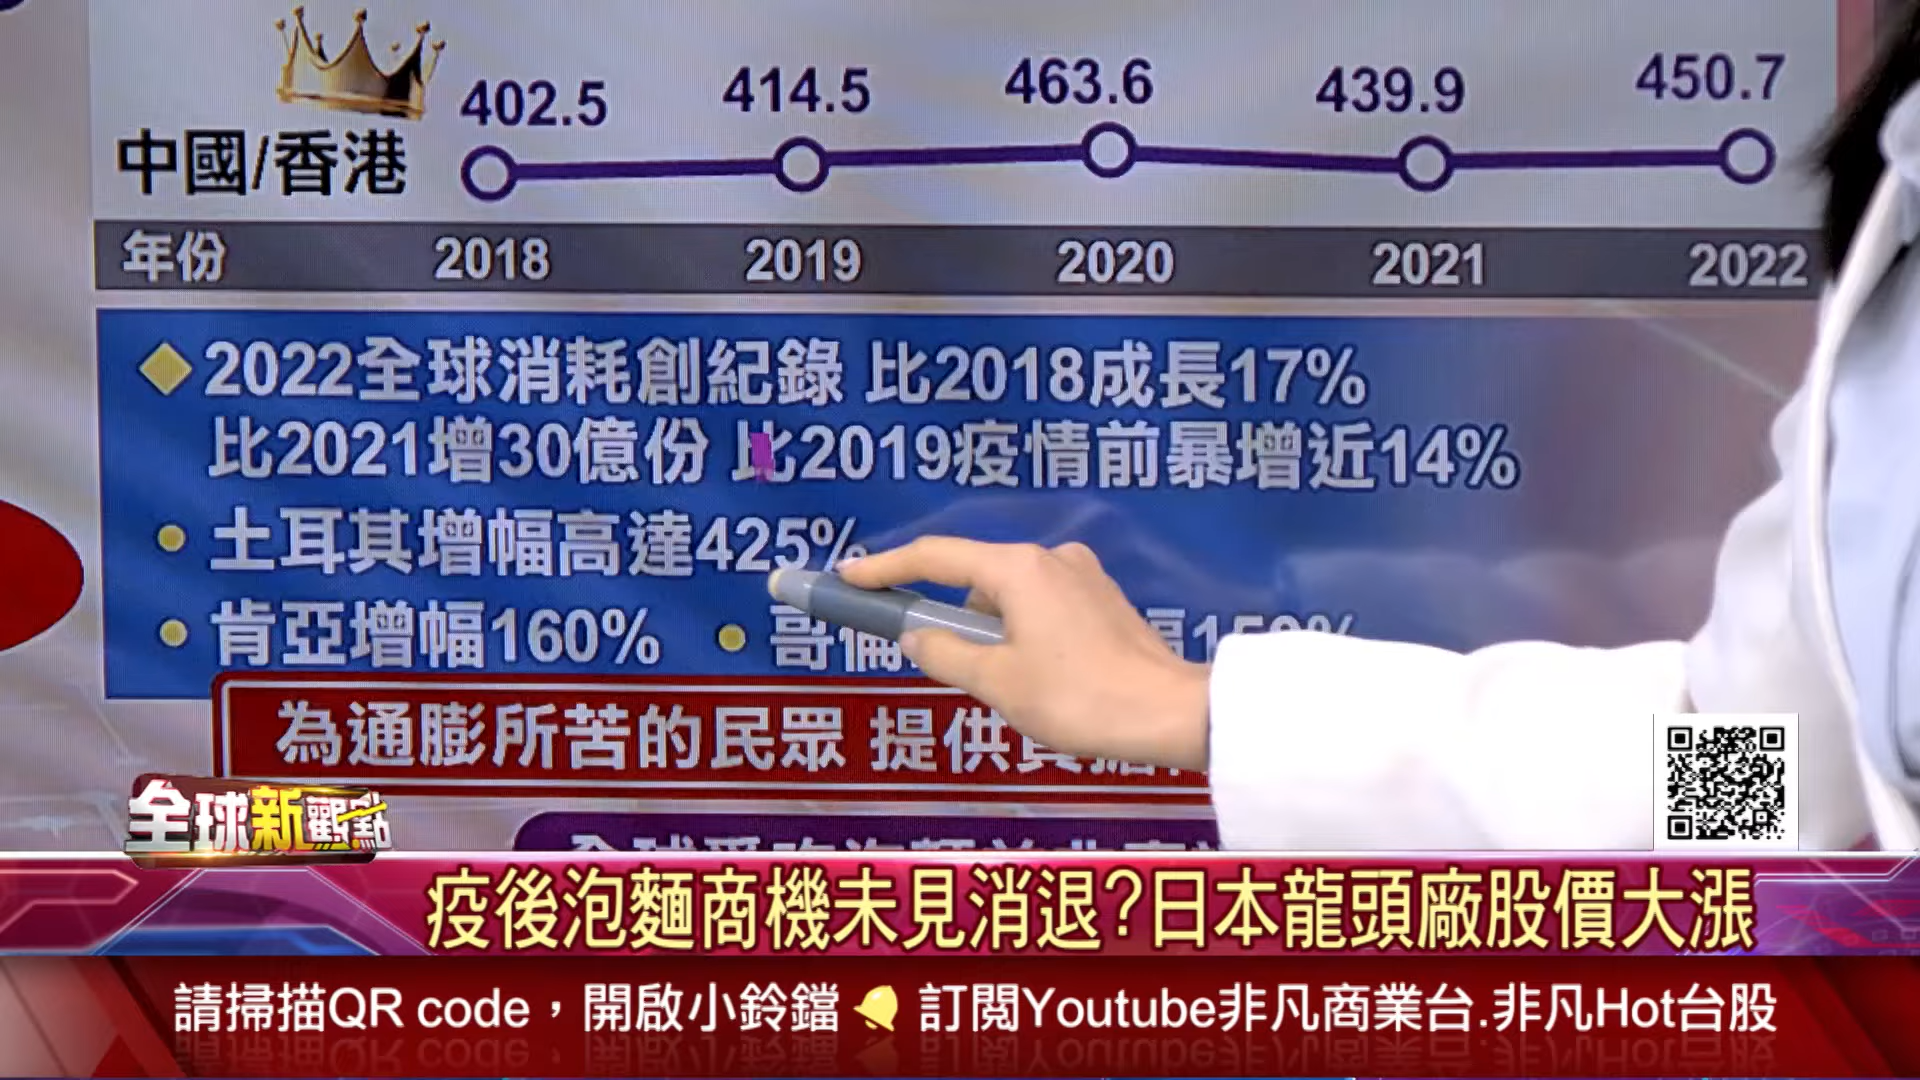 402.5
414.5
463.6
439.9
450.7
中國/香港
年份 2018 2019 2020 2021 2022
2022全球消耗創紀錄 比2018成長17%
比2021增30億份 比2019疫情前暴增近14%
土耳其增幅高達425%
肯亞增幅160%
哥倫
為通膨所苦的民眾 提供
全球新觀點
疫後泡麵商機未見消退?日本龍頭廠股價大漲
請掃描QR code，開啟小鈴鐺 訂閱Youtube非凡商業台.非凡Hot台股